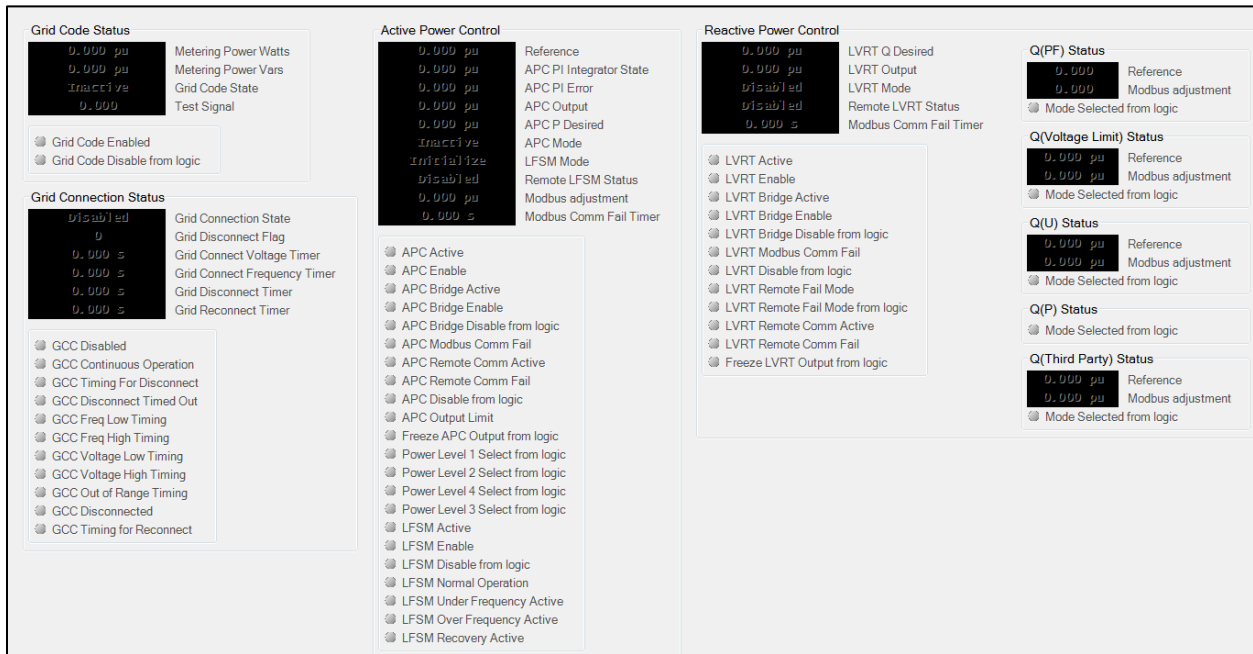 Grid Code Status
0.000 pu Metering Power Watts
0.000 pu Metering Power Vars
Inactive Grid Code State
0.000 Test Signal
Grid Code Enabled
Grid Code Disable from logic
Grid Connection Status
Disabled Grid Connection State
0 Grid Disconnect Flag
0.000 s Grid Connect Voltage Timer
0.000 s Grid Connect Frequency Timer
0.000 s Grid Disconnect Timer
0.000 s Grid Reconnect Timer
GCC Disabled
GCC Continuous Operation
GCC Timing For Disconnect
GCC Disconnect Timed Out
GCC Freq Low Timing
GCC Freq High Timing
GCC Voltage Low Timing
GCC Voltage High Timing
GCC Out of Range Timing
GCC Disconnected
GCC Timing for Reconnect
Active Power Control
0.000 pu Reference
0.000 pu APC PI Integrator State
0.000 pu APC PI Error
0.000 pu APC Output
0.000 pu APC P Desired
Inactive APC Mode
Initialize LFSM Mode
Disabled Remote LFSM Status
0.000 pu Modbus adjustment
0.000 s Modbus Comm Fail Timer
APC Active
APC Enable
APC Bridge Active
APC Bridge Enable
APC Bridge Disable from logic
APC Modbus Comm Fail
APC Remote Comm Active
APC Remote Comm Fail
APC Disable from logic
APC Output Limit
Freeze APC Output from logic
Power Level 1 Select from logic
Power Level 2 Select from logic
Power Level 4 Select from logic
Power Level 3 Select from logic
LFSM Active
LFSM Enable
LFSM Disable from logic
LFSM Normal Operation
LFSM Under Frequency Active
LFSM Over Frequency Active
LFSM Recovery Active
Reactive Power Control
0.000 pu LVRT Q Desired
0.000 pu LVRT Output
Disabled LVRT Mode
Disabled Remote LVRT Status
0.000 s Modbus Comm Fail Timer
LVRT Active
LVRT Enable
LVRT Bridge Active
LVRT Bridge Enable
LVRT Bridge Disable from logic
LVRT Modbus Comm Fail
LVRT Disable from logic
LVRT Remote Fail Mode
LVRT Remote Fail Mode from logic
LVRT Remote Comm Active
LVRT Remote Comm Fail
Freeze LVRT Output from logic
Q(PF) Status
0.000 Reference
0.000 Modbus adjustment
Mode Selected from logic
Q(Voltage Limit) Status
0.000 pu Reference
0.000 pu Modbus adjustment
Mode Selected from logic
Q(U) Status
0.000 pu Reference
0.000 pu Modbus adjustment
Mode Selected from logic
Q(P) Status
Mode Selected from logic
Q(Third Party) Status
0.000 pu Reference
0.000 pu Modbus adjustment
Mode Selected from logic